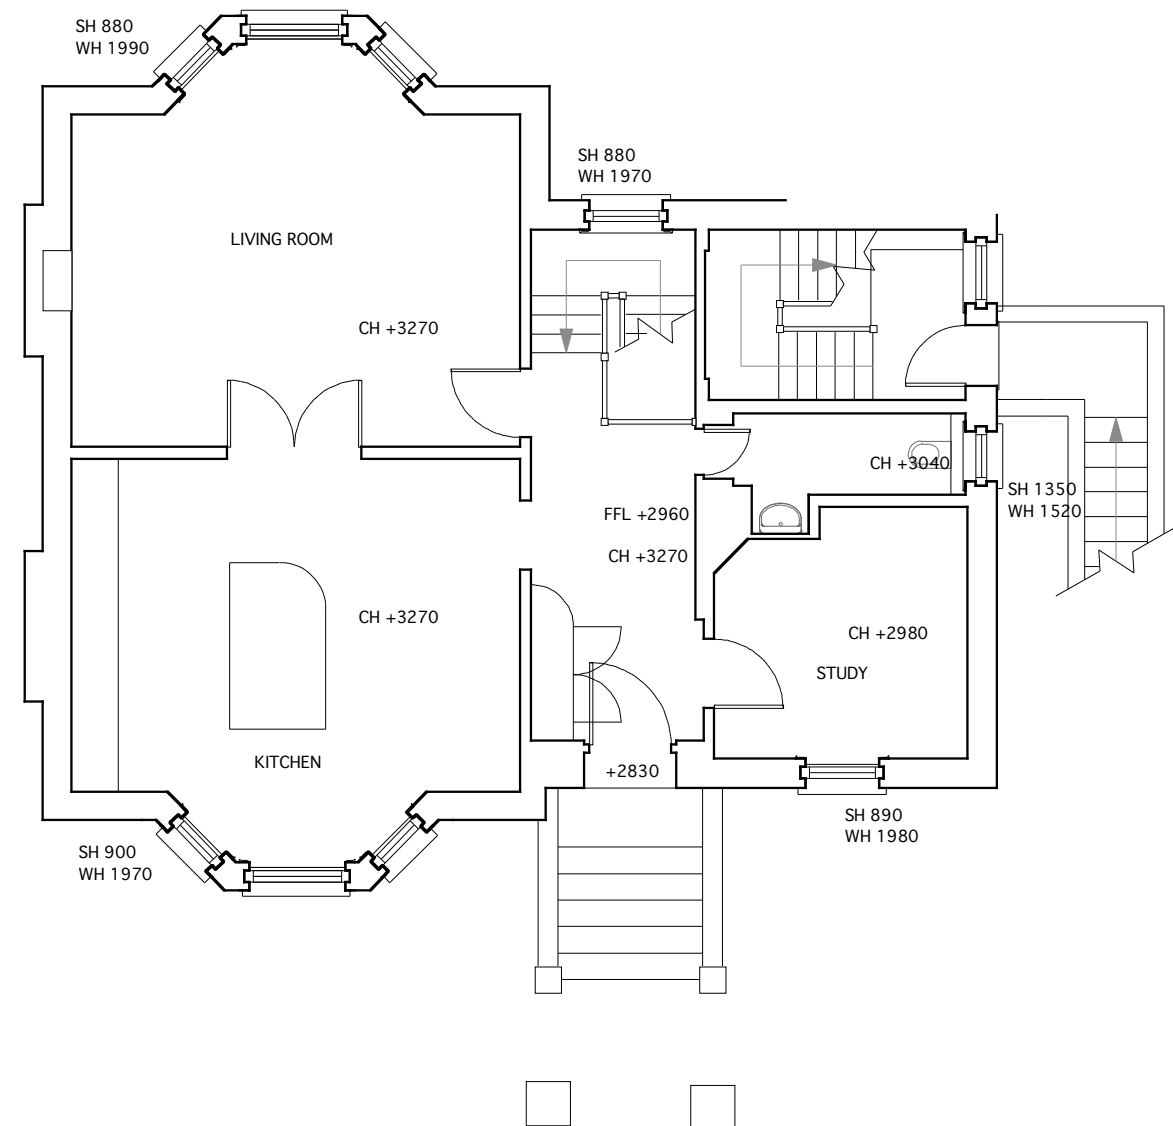 SH 880
WH 1990
SH 880
WH 1970
LIVING ROOM
CH +3270
CH +3040
SH 1350
WH 1520
FFL +2960
CH +3270
CH +3270
CH +2980
STUDY
KITCHEN
+2830
SH 890
WH 1980
SH 900
WH 1970